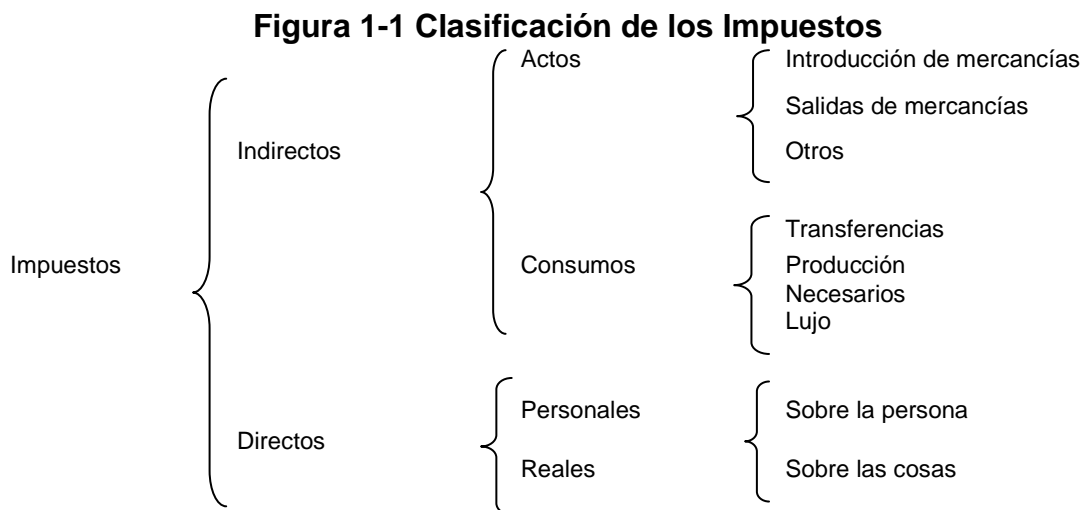 Figura 1-1 Clasificación de los Impuestos
Actos
Introducción de mercancías
Salidas de mercancías
Indirectos
Otros
Transferencias
Impuestos
Consumos
Producción
Necesarios
Lujo
Personales
Sobre la persona
Directos
Reales
Sobre las cosas